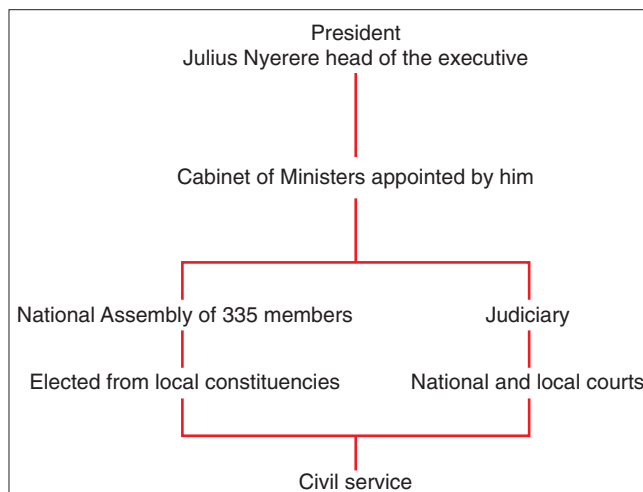 President
Julius Nyerere head of the executive
Cabinet of Ministers appointed by him
National Assembly of 335 members
Judiciary
Elected from local constituencies
National and local courts
Civil service